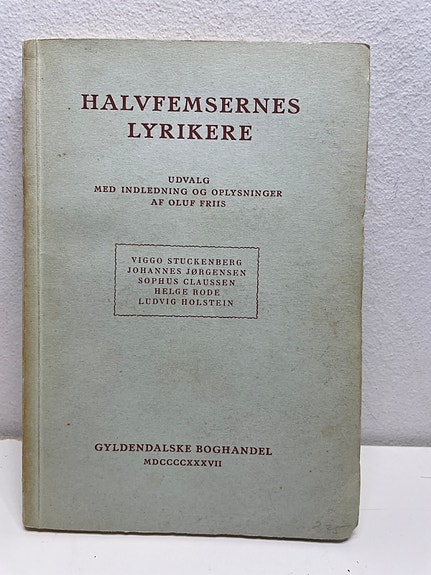 HALVFEMSERNES
LYRIKERE
UDVALG
MED INDLEDNING OG OPLYSNINGER
AF OLUF FRIIS
VIGGO STUCKENBERG
JOHANNES JØRGENSEN
SOPHUS CLAUSSEN
HELGE RODE
LUDVIG HOLSTEIN
GYLDENDALSKE BOGHANDEL
MDCCCCXXXVII